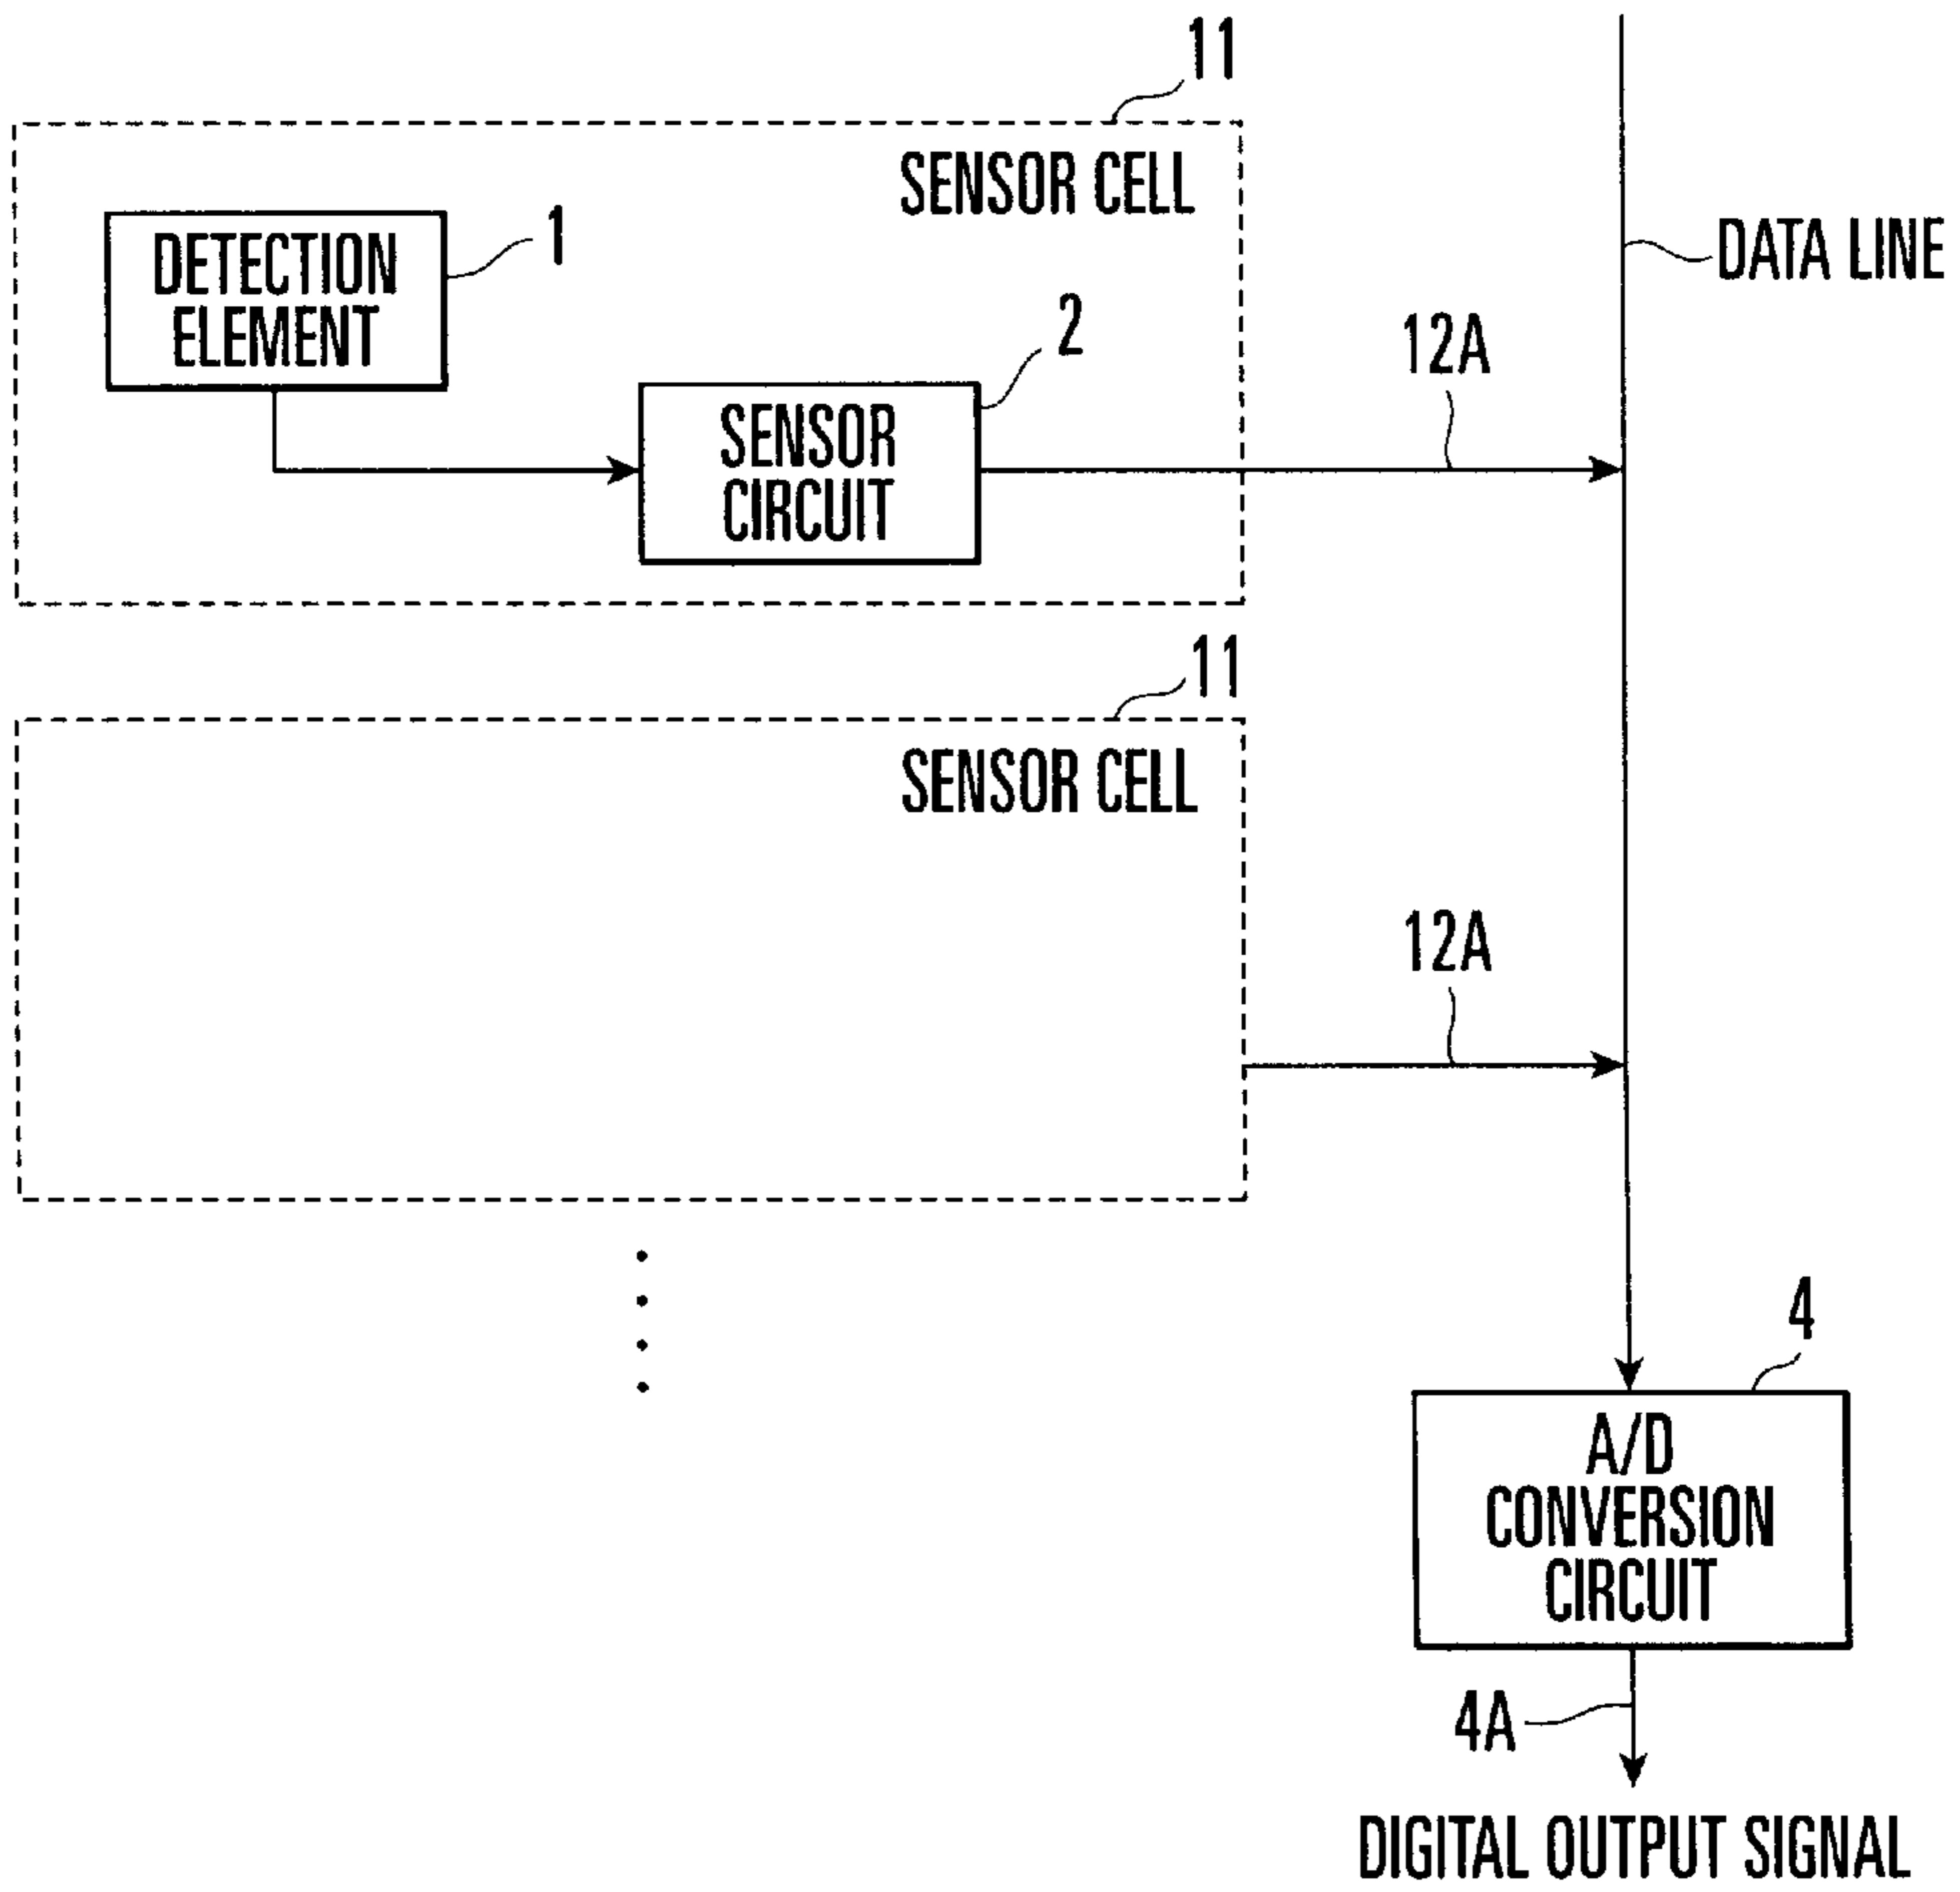 11
SENSOR CELL
DETECTION
ELEMENT
1
DATA LINE
2
12A
SENSOR
CIRCUIT
11
SENSOR CELL
12A
4
A/D
CONVERSION
CIRCUIT
4A
DIGITAL OUTPUT SIGNAL